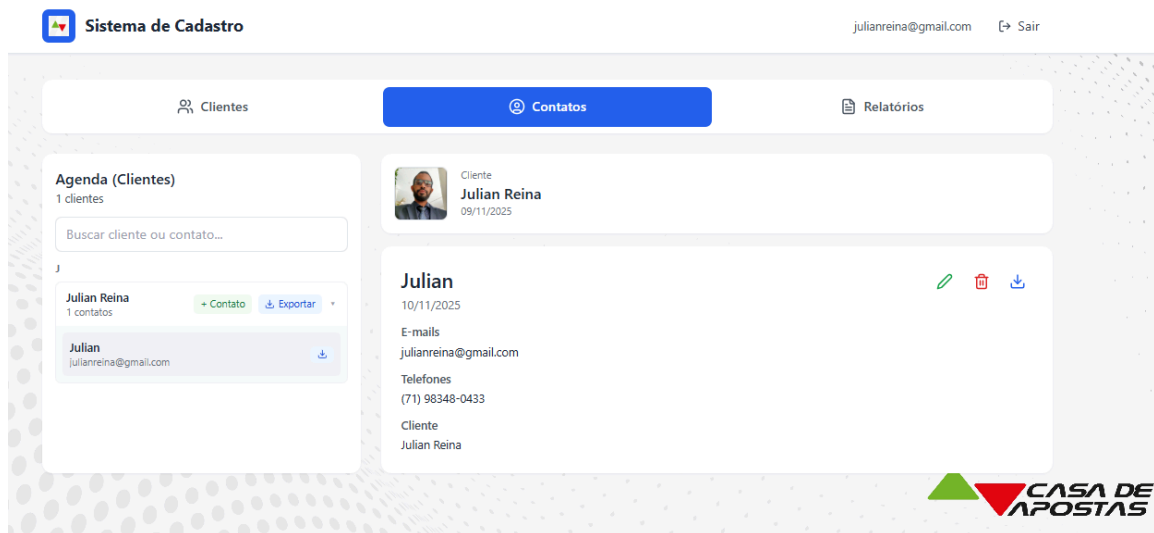 Sistema de Cadastro
julianreina@gmail.com
Sair
Clientes
Contatos
Relatórios
Agenda (Clientes)
1 clientes
Buscar cliente ou contato...
J
Julian Reina
1 contatos
+ Contato
Exportar
Julian
julianreina@gmail.com
Cliente
Julian Reina
09/11/2025
Julian
10/11/2025
E-mails
julianreina@gmail.com
Telefones
(71) 98348-0433
Cliente
Julian Reina
CASA DE
APOSTAS